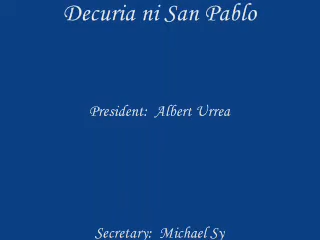 Decuria ni San Pablo
President:  Albert Urrea
Secretary:  Michael Sy